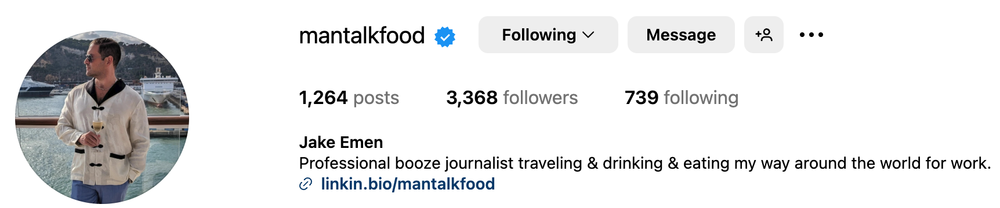 mantalkfood
Following
Message
1,264 posts
3,368 followers
739 following
Jake Emen
Professional booze journalist traveling & drinking & eating my way around the world for work.
linkin.bio/mantalkfood